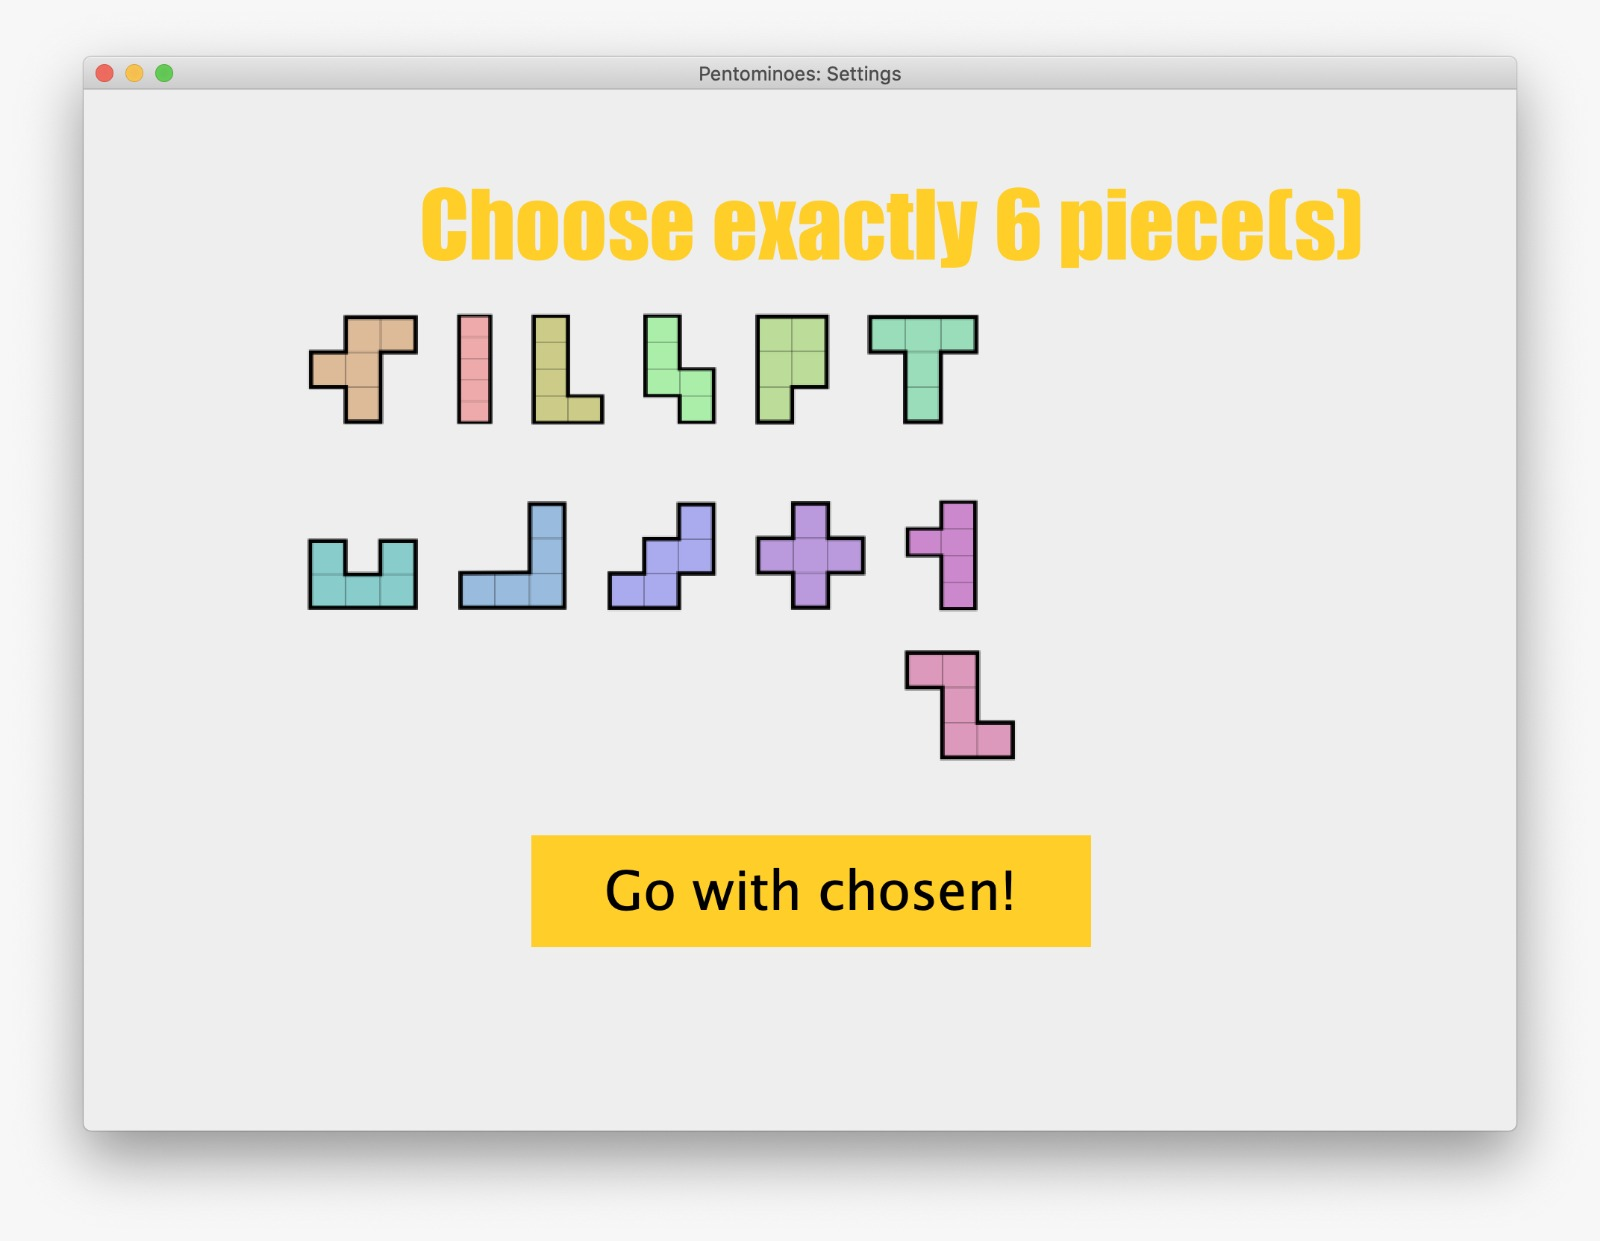 Pentominoes: Settings
Choose exactly 6 piece(s)
Go with chosen!